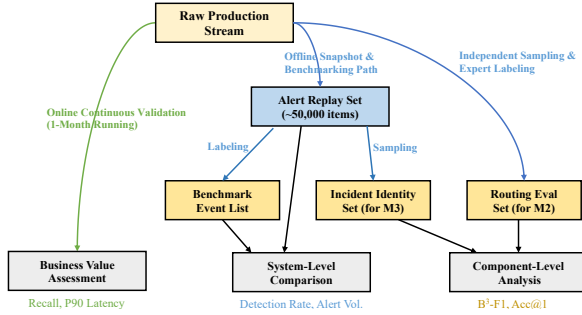 Raw Production
Stream
Offline Snapshot &
Benchmarking Path
Independent Sampling &
Expert Labeling
Online Continuous Validation
(1-Month Running)
Alert Replay Set
(~50,000 items)
Labeling
Sampling
Benchmark
Event List
Incident Identity
Set (for M3)
Routing Eval
Set (for M2)
Business Value
Assessment
System-Level
Comparison
Component-Level
Analysis
Recall, P90 Latency
Detection Rate, Alert Vol.
B³-F1, Acc@1